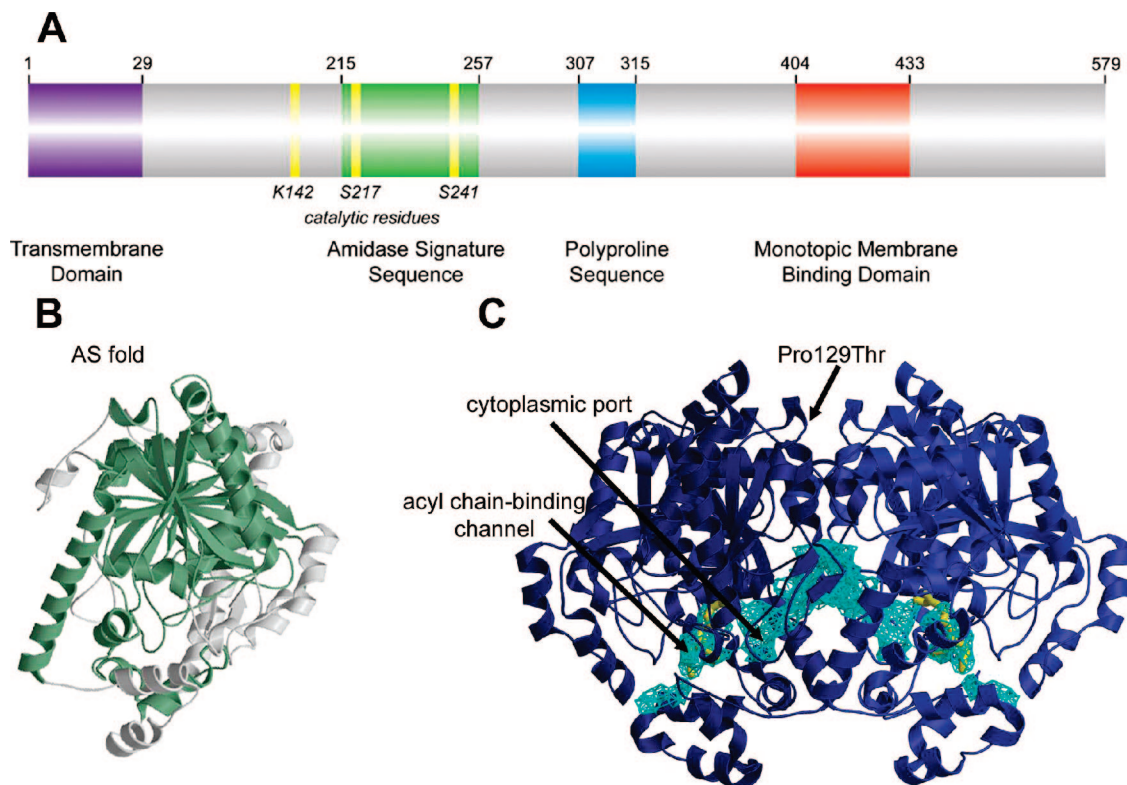 A
1 29 215 257 307 315 404 433 579
K142 S217 S241
catalytic residues
Transmembrane
Domain
Amidase Signature
Sequence
Polyproline
Sequence
Monotopic Membrane
Binding Domain
B
AS fold
C
Pro129Thr
cytoplasmic port
acyl chain-binding
channel